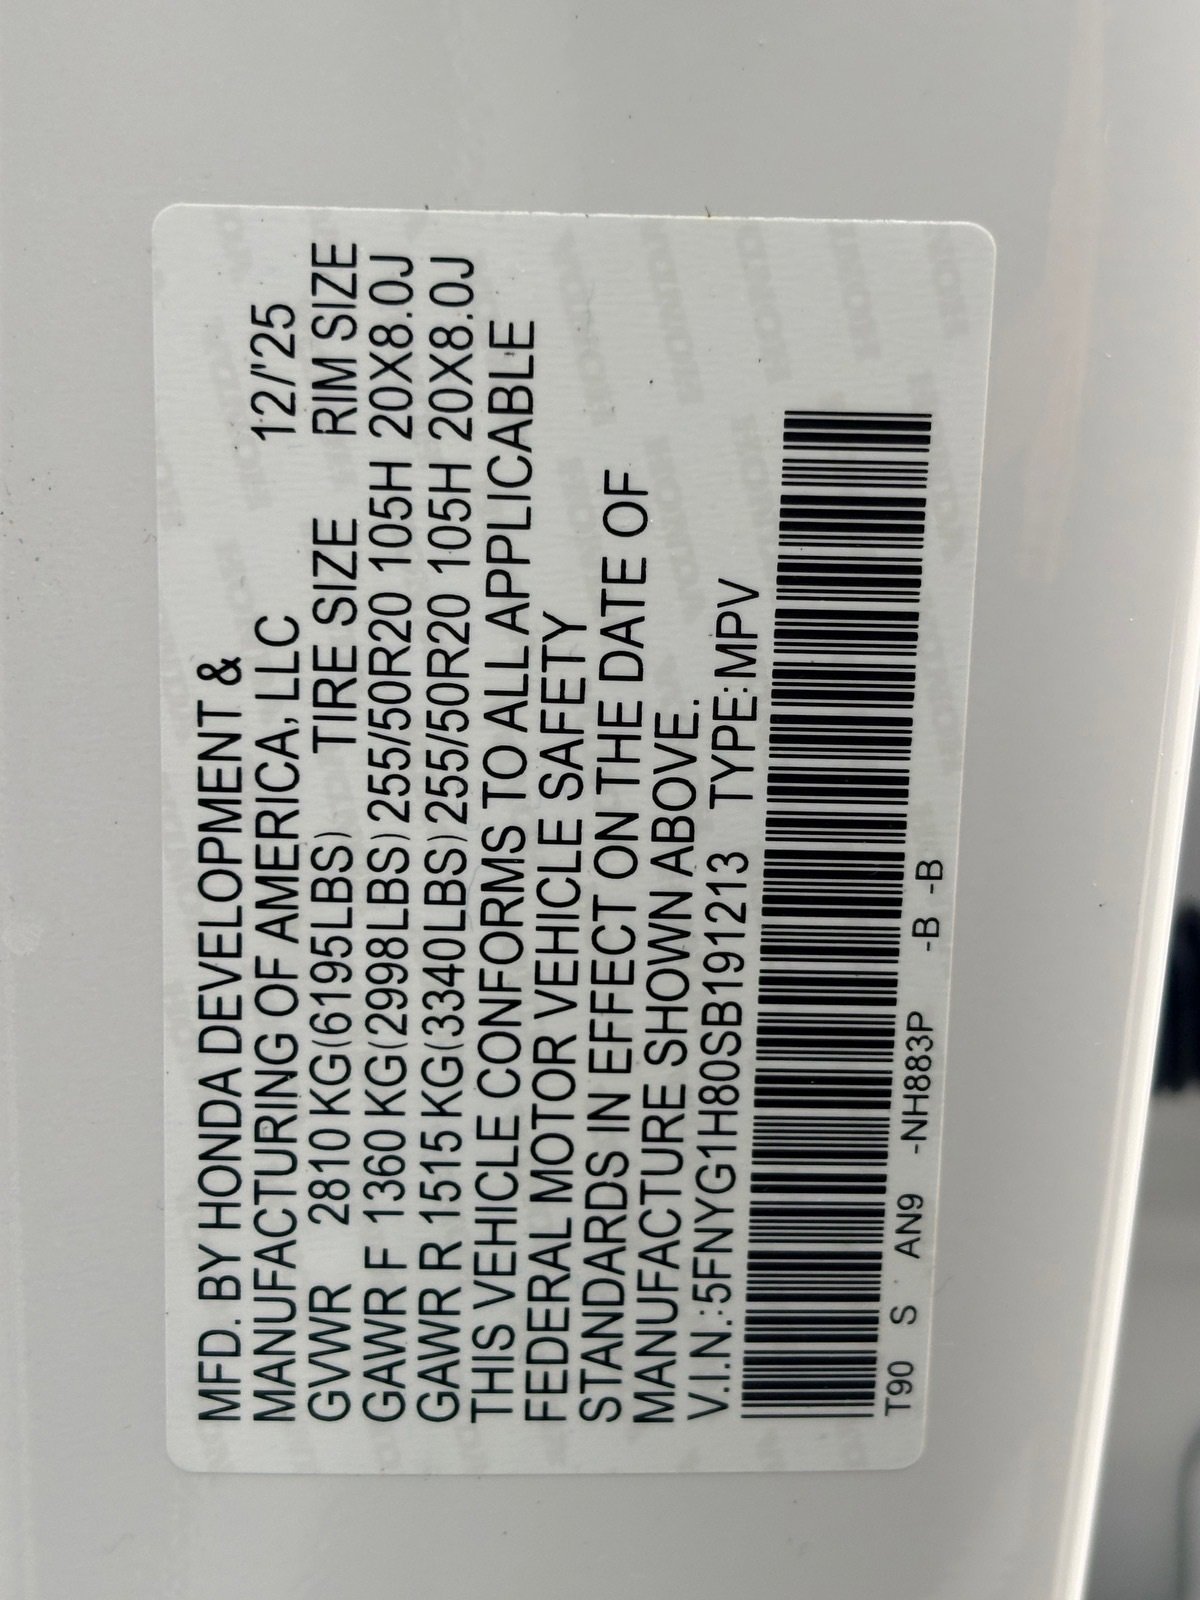 MFD. BY HONDA DEVELOPMENT &
MANUFACTURING OF AMERICA, LLC 12/'25
GVWR 2810 KG(6195LBS) TIRE SIZE RIM SIZE
GAWR F 1360 KG(2998LBS) 255/50R20 105H 20X8.0J
GAWR R 1515 KG(3340LBS) 255/50R20 105H 20X8.0J
THIS VEHICLE CONFORMS TO ALL APPLICABLE
FEDERAL MOTOR VEHICLE SAFETY
STANDARDS IN EFFECT ON THE DATE OF
MANUFACTURE SHOWN ABOVE.
V.I.N.:5FNYG1H80SB191213 TYPE:MPV
T90 S AN9 -NH883P -B -B